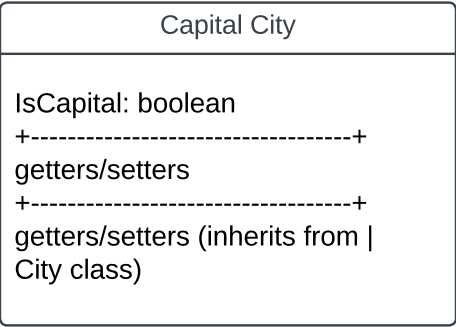 Capital City
IsCapital: boolean
+-----------------------------------+
getters/setters
+-----------------------------------+
getters/setters (inherits from |
City class)